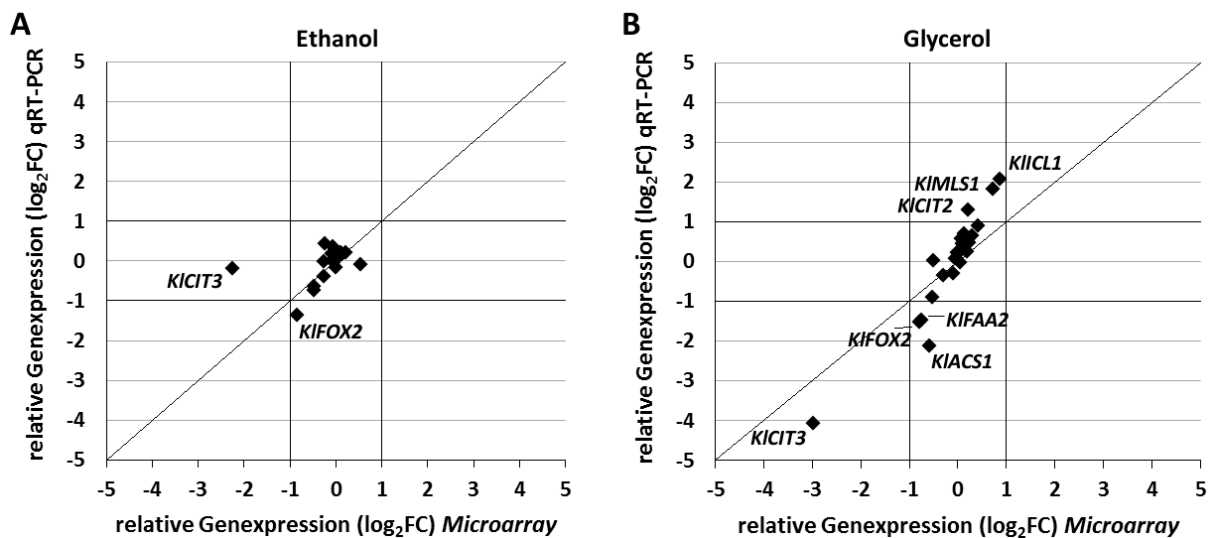 A
Ethanol
relative Genexpression (log2FC) qRT-PCR
5
4
3
2
1
0
-1
-2
-3
-4
-5
KlCIT3
KlFOX2
-5 -4 -3 -2 -1 0 1 2 3 4 5
relative Genexpression (log2FC) Microarray
B
Glycerol
relative Genexpression (log2FC) qRT-PCR
5
4
3
2
1
0
-1
-2
-3
-4
-5
KlICL1
KlMLS1
KlCIT2
KlFAA2
KlFOX2
KlACS1
KlCIT3
-5 -4 -3 -2 -1 0 1 2 3 4 5
relative Genexpression (log2FC) Microarray